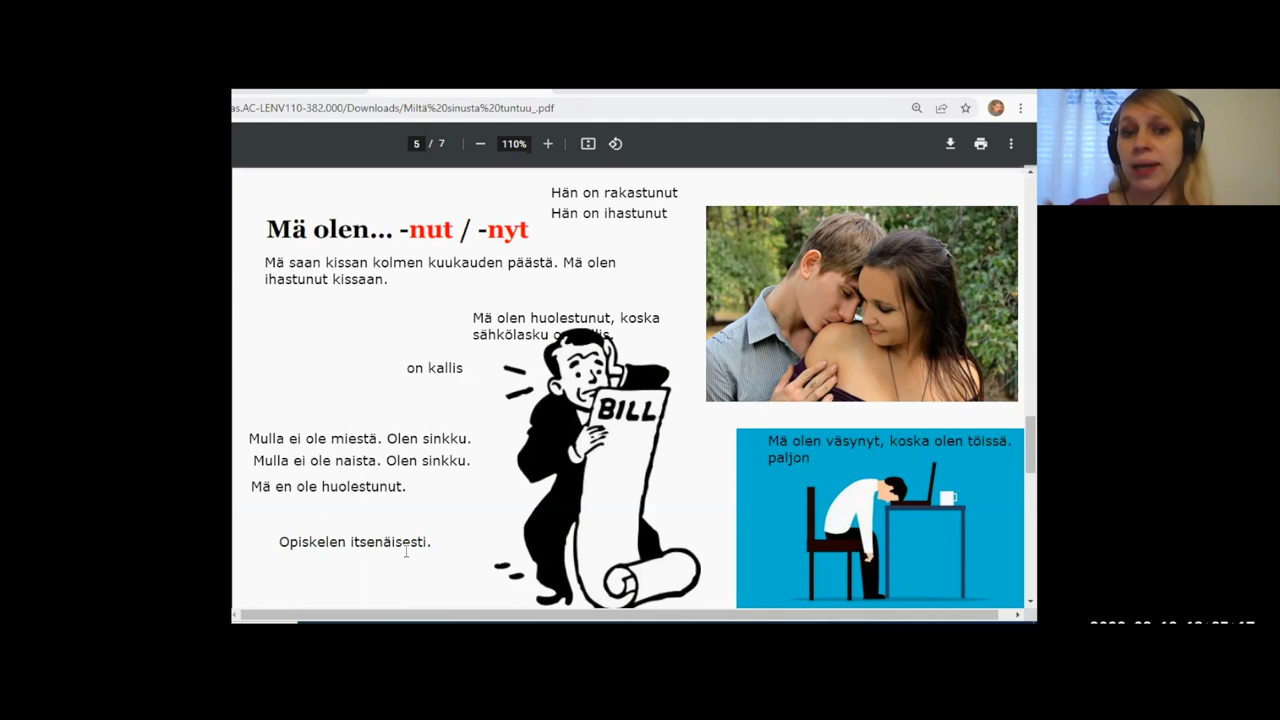 as.AC-LENV110-382.000/Downloads/Miltä%20sinusta%20tuntuu_.pdf
5 / 7
110%
Hän on rakastunut
Hän on ihastunut
Mä olen... -nut / -nyt
Mä saan kissan kolmen kuukauden päästä. Mä olen
ihastunut kissaan.
Mä olen huolestunut, koska
sähkölasku
on kallis
BILL
Mulla ei ole miestä. Olen sinkku.
Mulla ei ole naista. Olen sinkku.
Mä en ole huolestunut.
Opiskelen itsenäisesti.
Mä olen väsynyt, koska olen töissä.
paljon